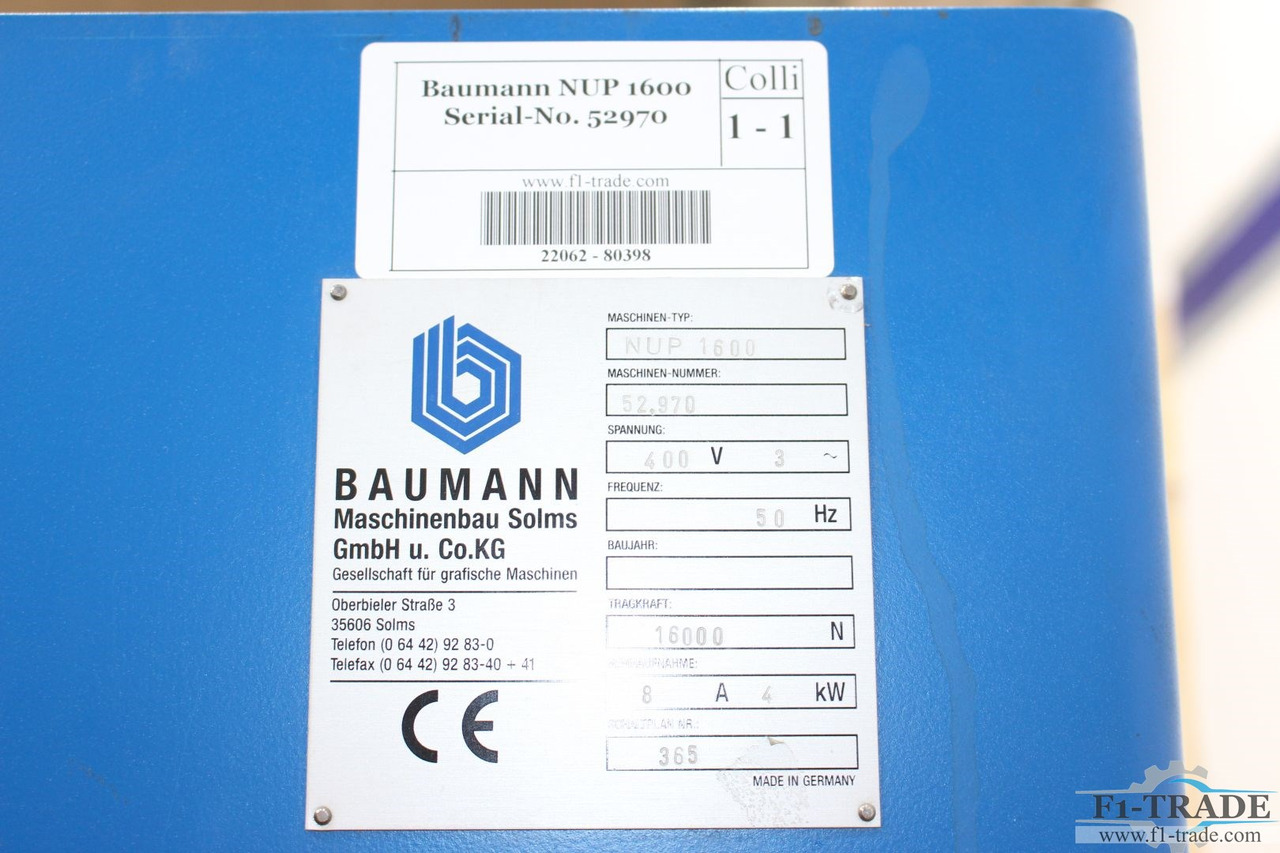 Baumann NUP 1600
Serial-No. 52970
Colli
1 - 1
www.f1-trade.com
22062 - 80398
BAUMANN
Maschinenbau Solms
GmbH u. Co.KG
Gesellschaft für grafische Maschinen
Oberbieler Straße 3
35606 Solms
Telefon (0 64 42) 92 83-0
Telefax (0 64 42) 92 83-40 + 41
CE
MASCHINEN-TYP:
NUP 1600
MASCHINEN-NUMMER:
52.970
SPANNUNG:
400 V 3 ~
FREQUENZ:
50 Hz
BAUJAHR:
TRAGKRAFT:
16000 N
8 A 4 kW
365
MADE IN GERMANY
F1-TRADE
www.f1-trade.com